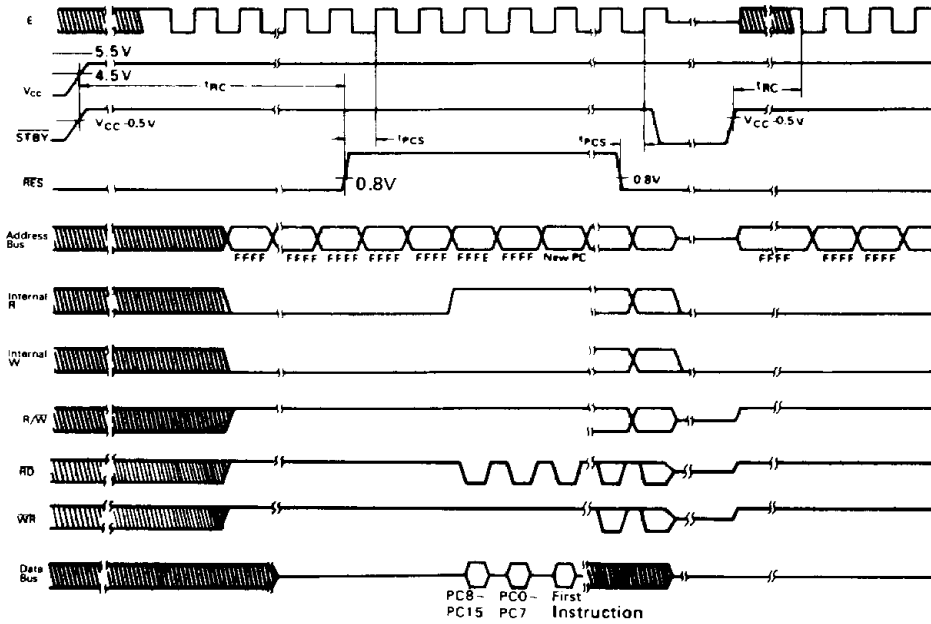 E
5.5V
4.5V
VCC
tRC
tRC
STBY
VCC -0.5V
VCC -0.5V
tPCS
tPCS
RES
0.8V
0.8V
Address
Bus
FFFF FFFF FFFF FFFF FFFE FFFF New PC FFFF FFFF FFFF
Internal
R
Internal
W
R/W
RD
WR
Data
Bus
PC8- PC0- First
PC15 PC7 Instruction